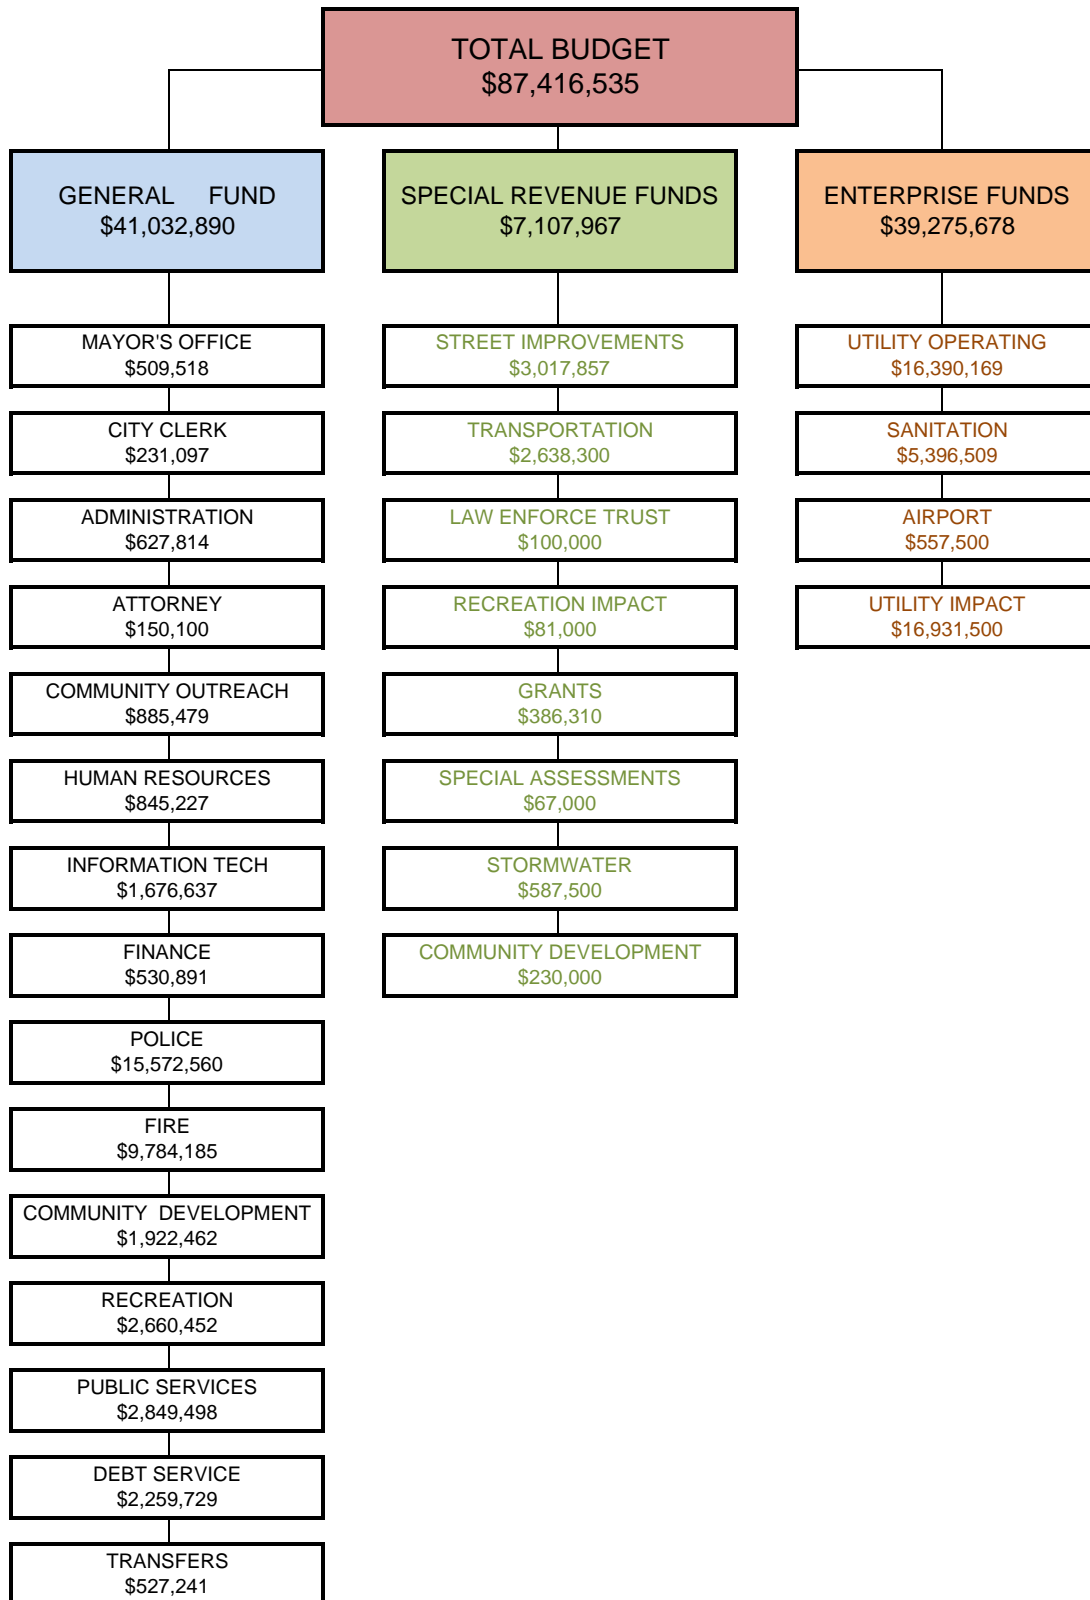 TOTAL BUDGET
$87,416,535
GENERAL FUND
$41,032,890
MAYOR'S OFFICE
$509,518
CITY CLERK
$231,097
ADMINISTRATION
$627,814
ATTORNEY
$150,100
COMMUNITY OUTREACH
$885,479
HUMAN RESOURCES
$845,227
INFORMATION TECH
$1,676,637
FINANCE
$530,891
POLICE
$15,572,560
FIRE
$9,784,185
COMMUNITY DEVELOPMENT
$1,922,462
RECREATION
$2,660,452
PUBLIC SERVICES
$2,849,498
DEBT SERVICE
$2,259,729
TRANSFERS
$527,241
SPECIAL REVENUE FUNDS
$7,107,967
STREET IMPROVEMENTS
$3,017,857
TRANSPORTATION
$2,638,300
LAW ENFORCE TRUST
$100,000
RECREATION IMPACT
$81,000
GRANTS
$386,310
SPECIAL ASSESSMENTS
$67,000
STORMWATER
$587,500
COMMUNITY DEVELOPMENT
$230,000
ENTERPRISE FUNDS
$39,275,678
UTILITY OPERATING
$16,390,169
SANITATION
$5,396,509
AIRPORT
$557,500
UTILITY IMPACT
$16,931,500